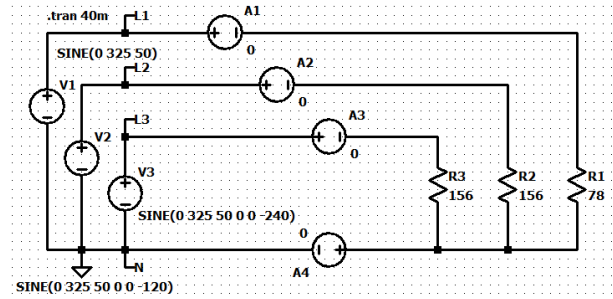 .tran 40m
L1
A1
0
SINE(0 325 50)
L2
A2
0
V1
V2
L3
A3
0
V3
R3
156
R2
156
R1
78
SINE(0 325 50 0 0 -240)
0
A4
N
SINE(0 325 50 0 0 -120)